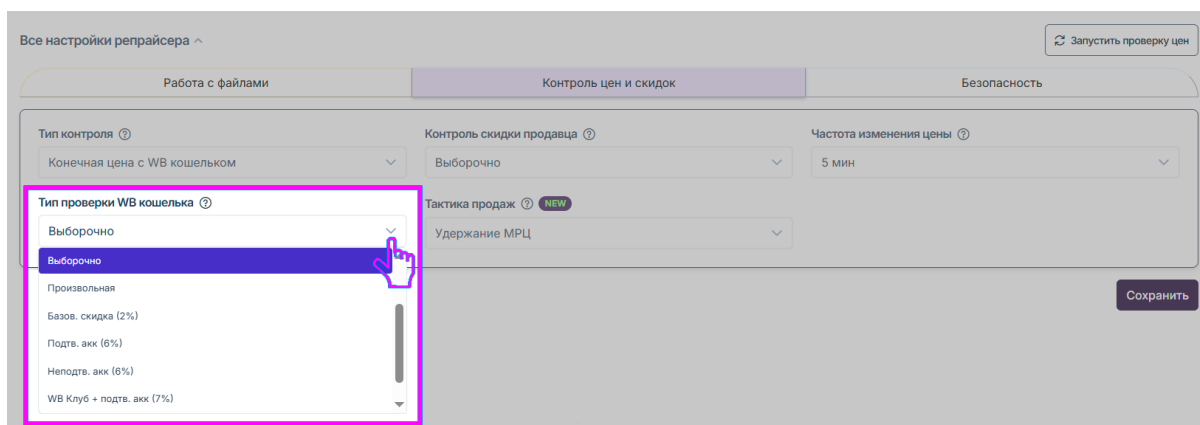 Все настройки репрайсера
Запустить проверку цен
Работа с файлами
Контроль цен и скидок
Безопасность
Тип контроля
Контроль скидки продавца
Частота изменения цены
Конечная цена с WB кошельком
Выборочно
5 мин
Тип проверки WB кошелька
Тактика продаж NEW
Выборочно
Удержание МРЦ
Выборочно
Произвольная
Базов. скидка (2%)
Подтв. акк (6%)
Неподтв. акк (6%)
WB Клуб + подтв. акк (7%)
Сохранить